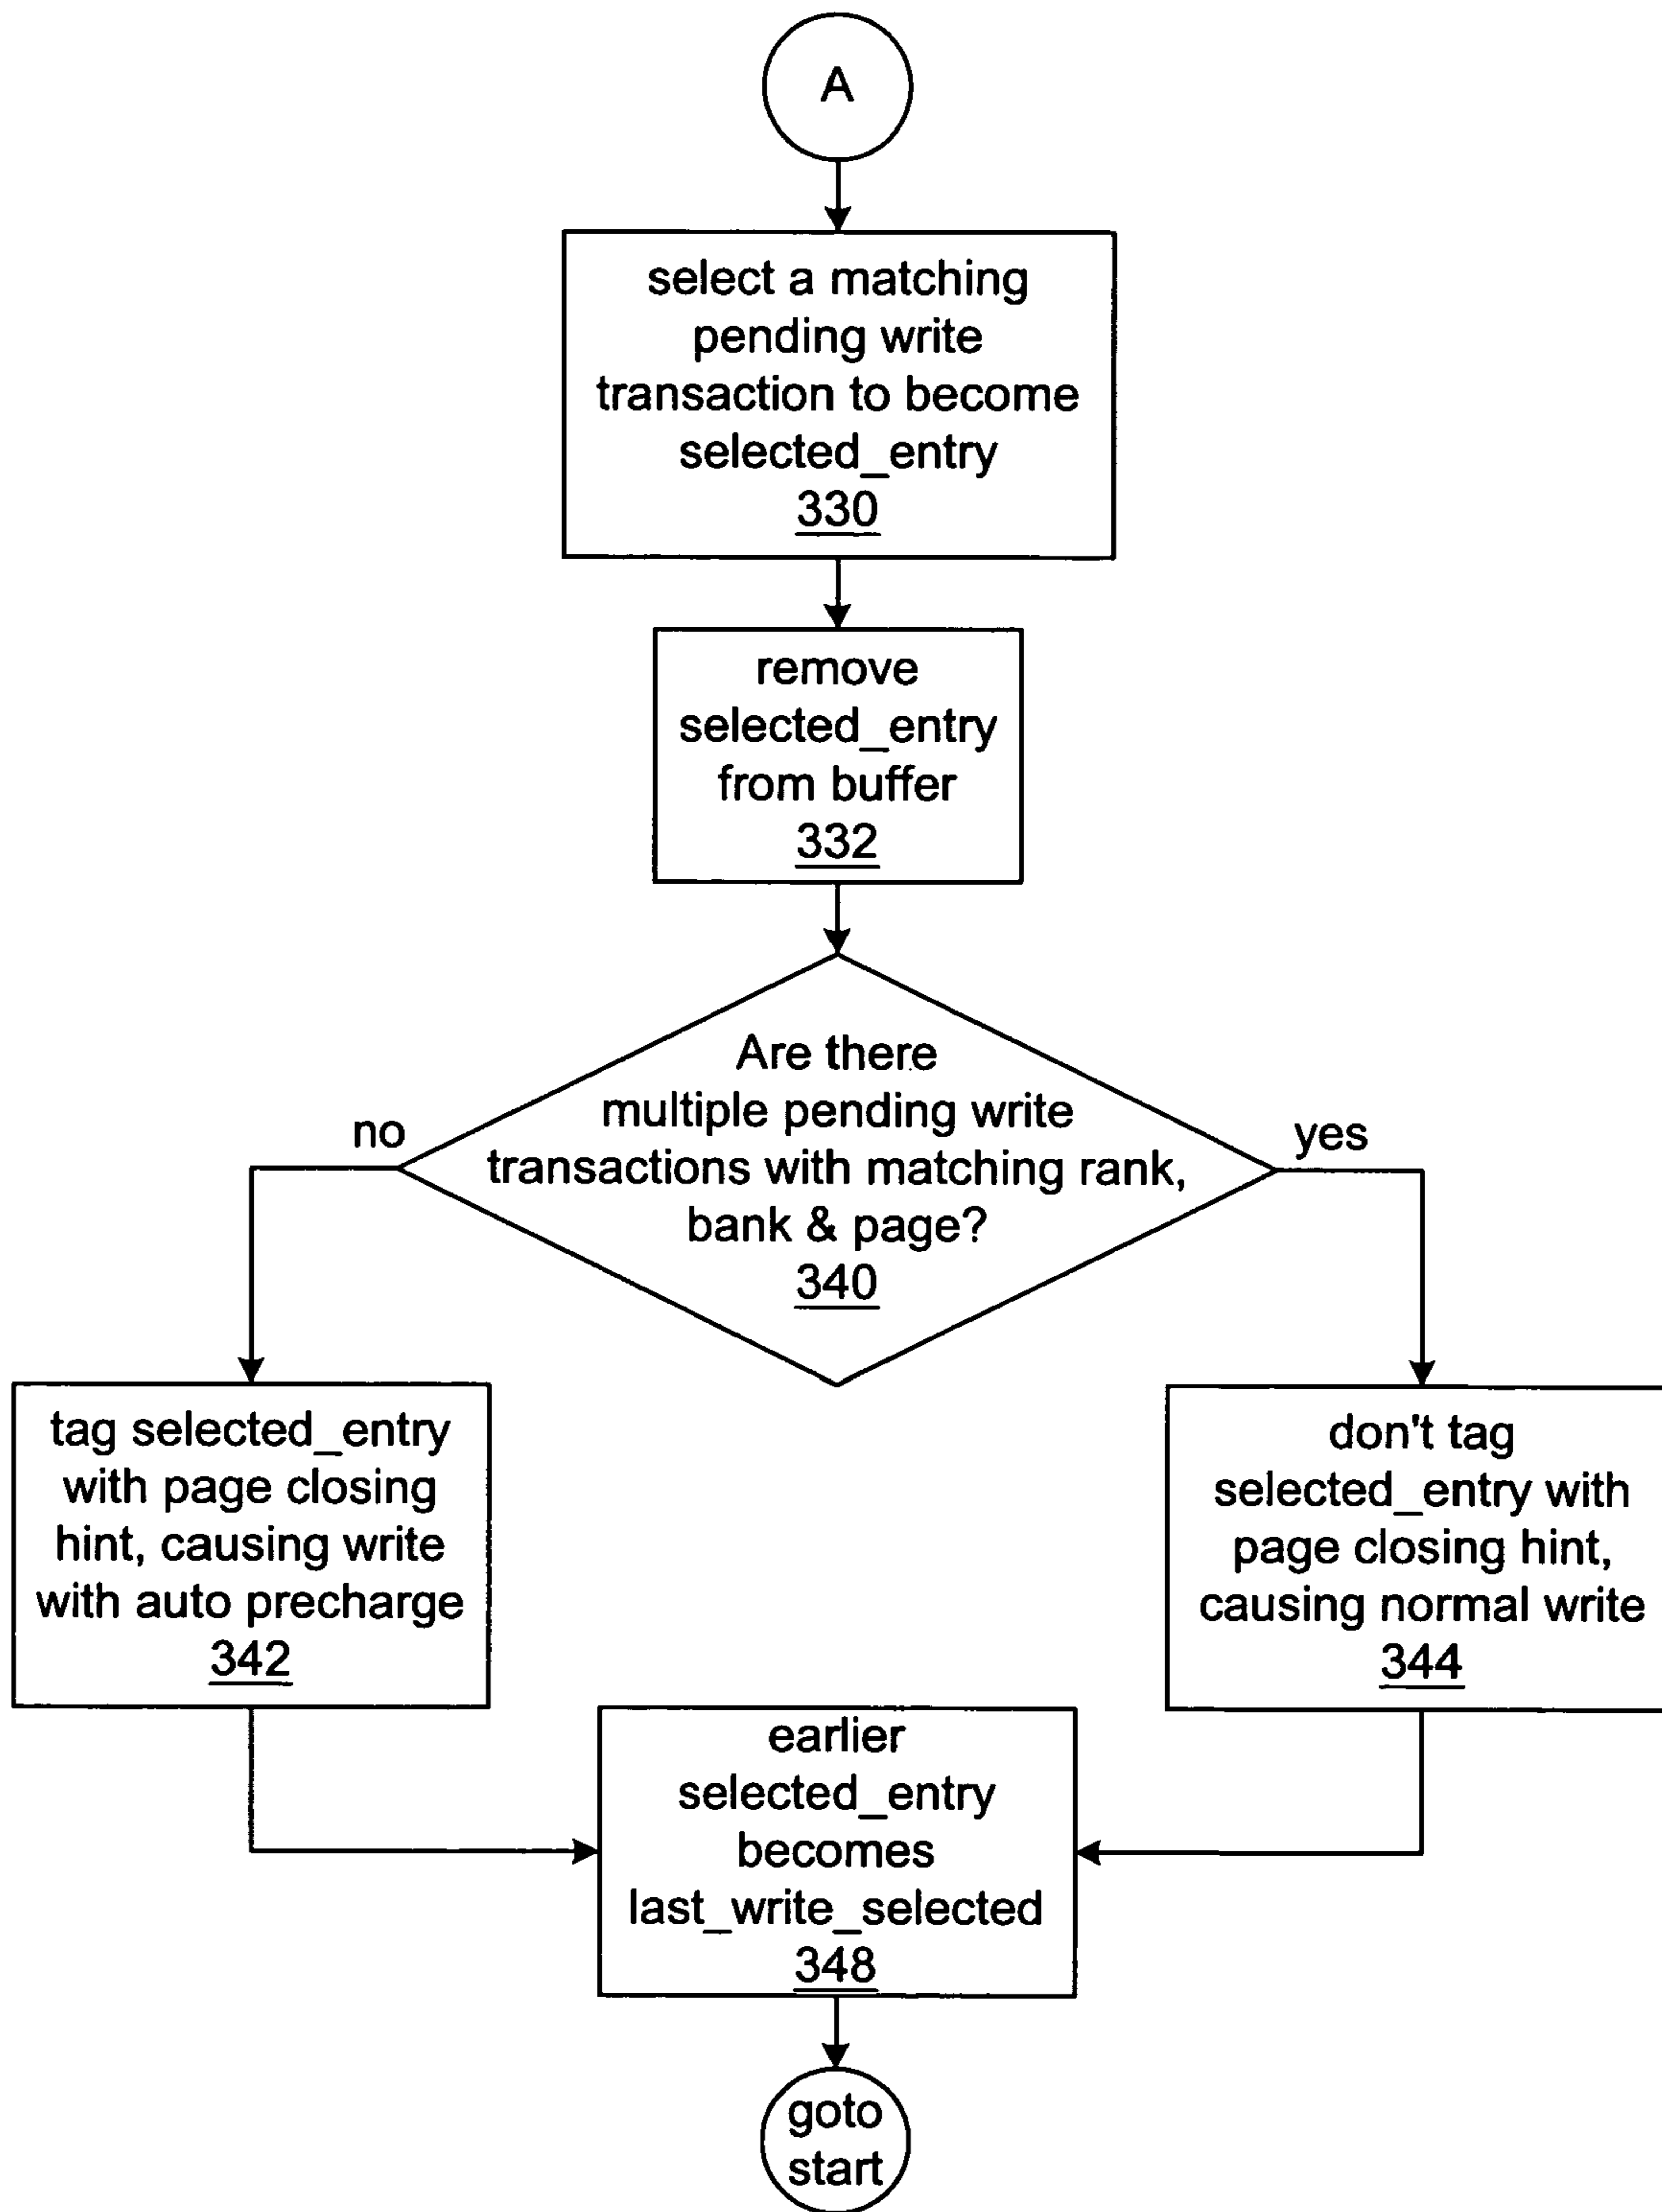 A
select a matching
pending write
transaction to become
selected_entry
330
remove
selected_entry
from buffer
332
Are there
multiple pending write
transactions with matching rank,
bank & page?
340
no
yes
tag selected_entry
with page closing
hint, causing write
with auto precharge
342
don't tag
selected_entry with
page closing hint,
causing normal write
344
earlier
selected_entry
becomes
last_write_selected
348
goto
start